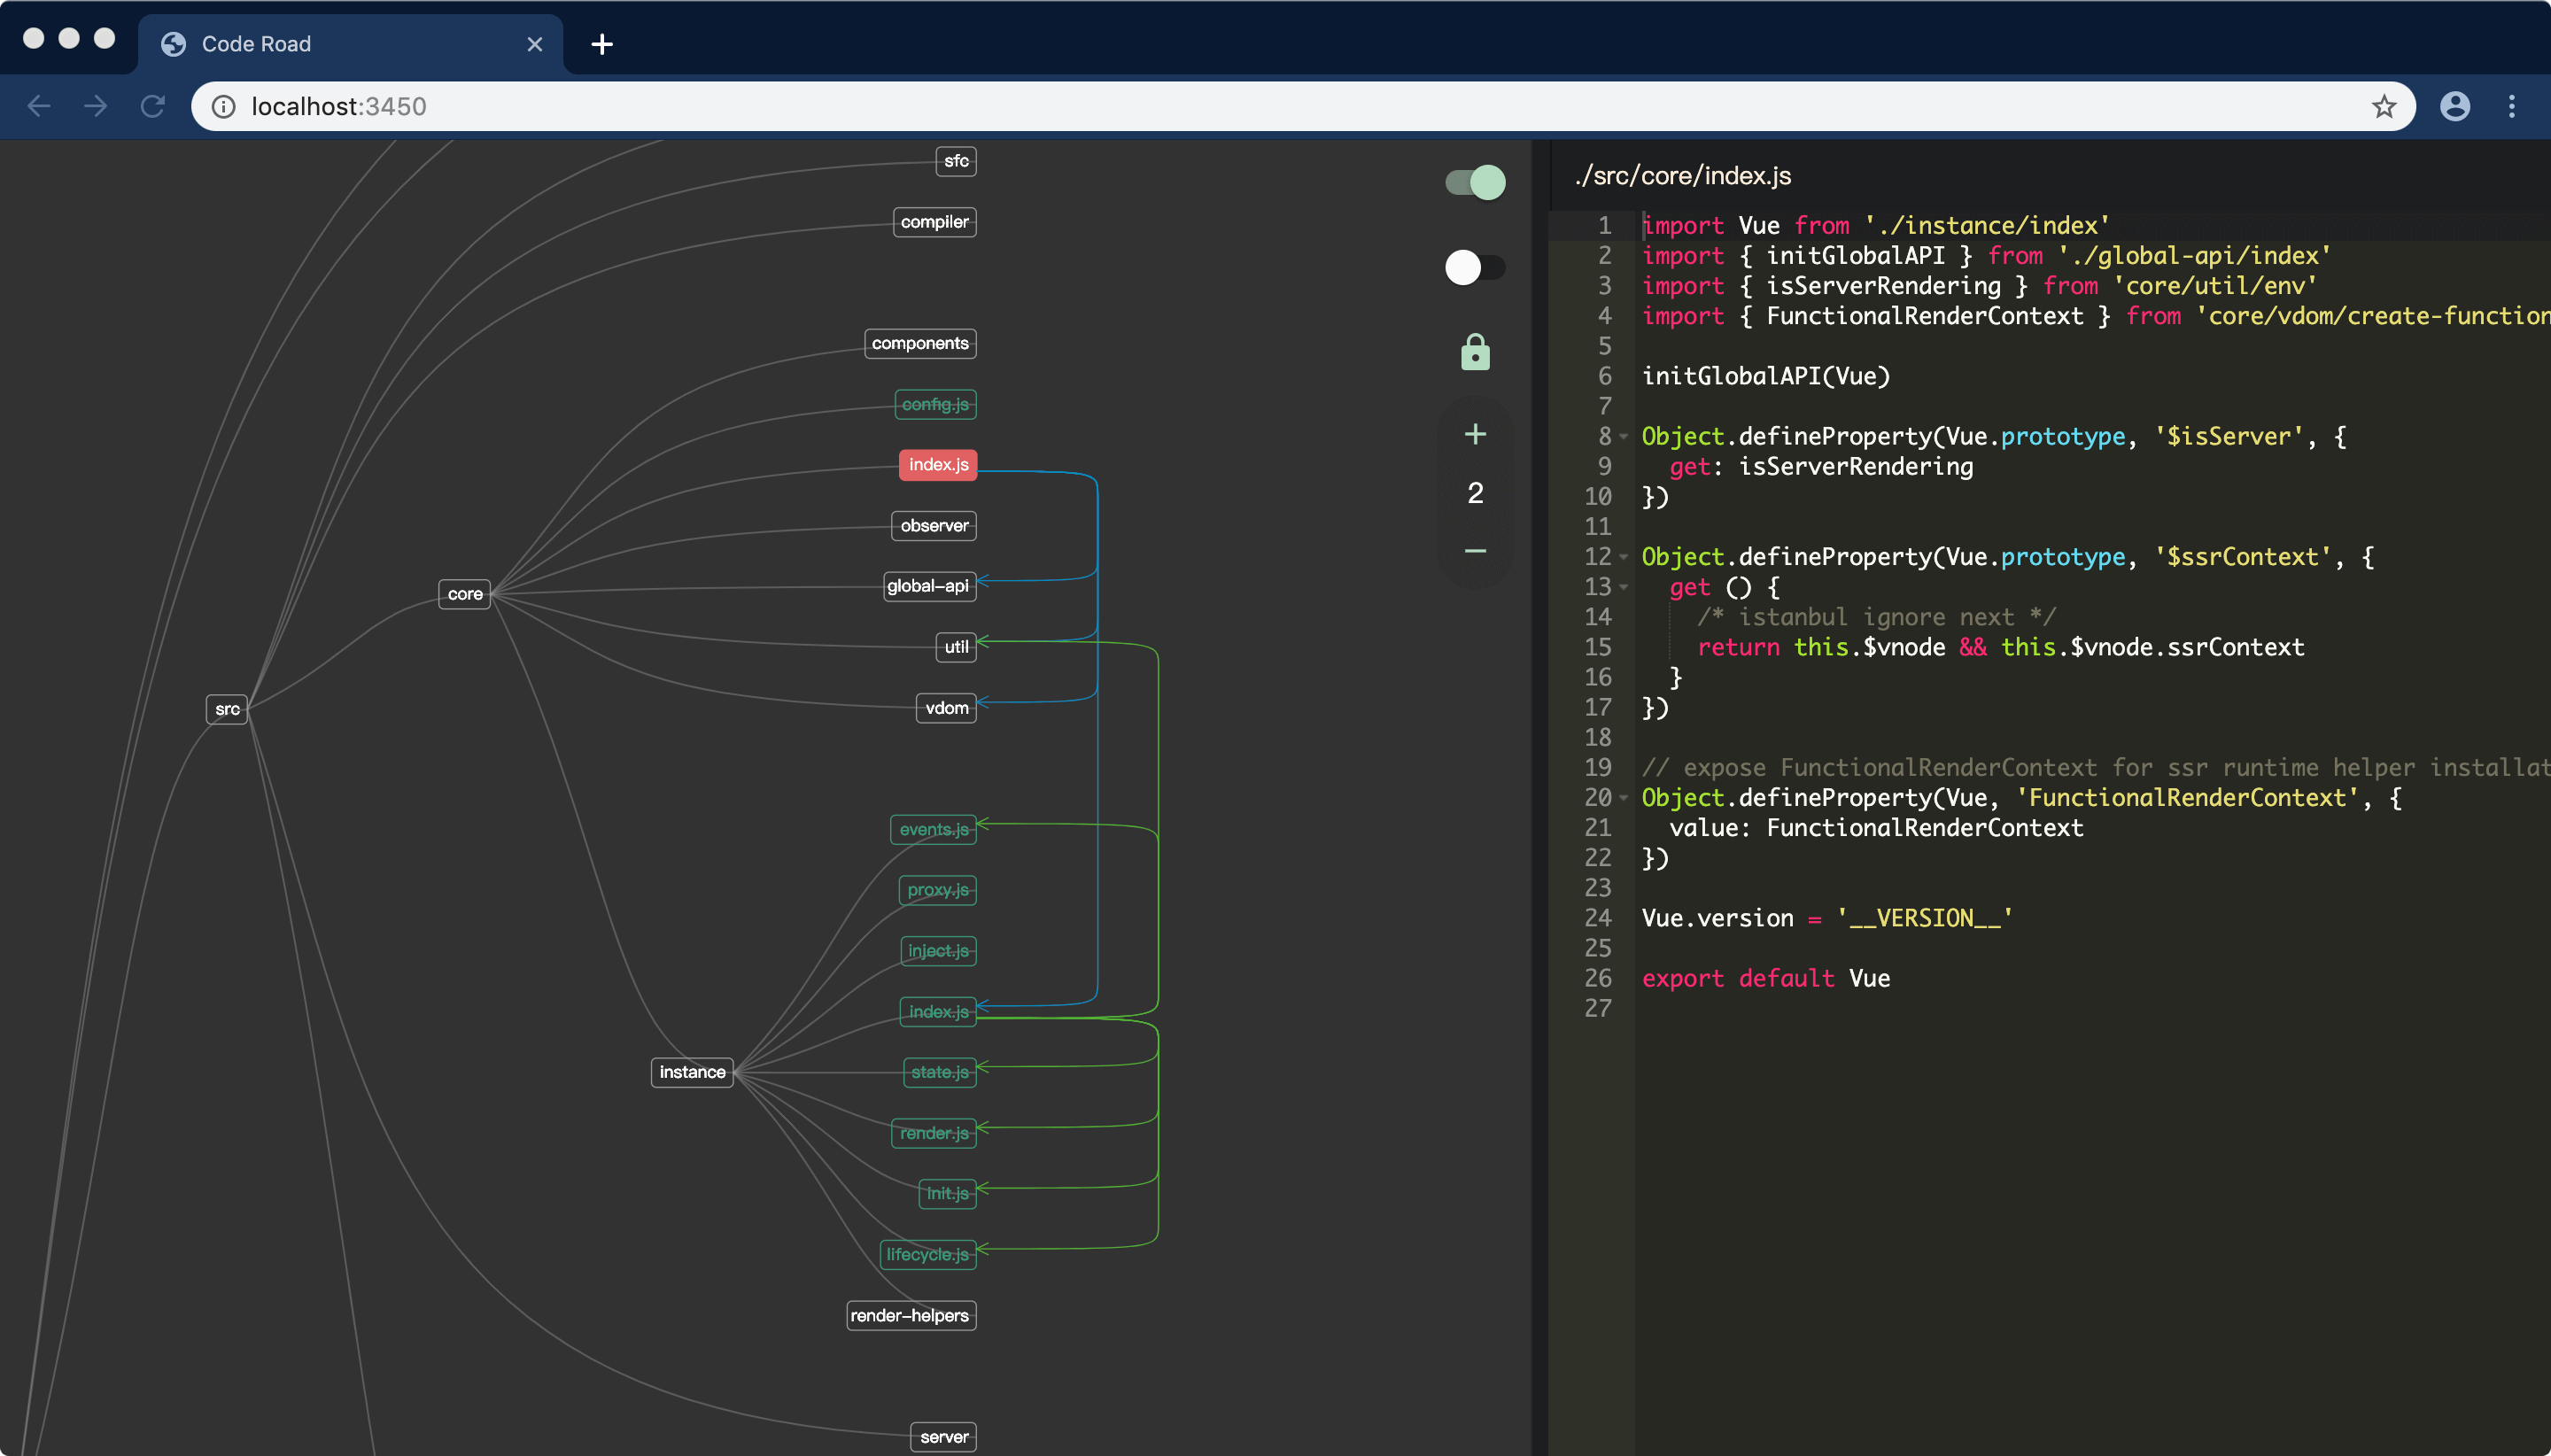 Code Road
localhost:3450
sfc
compiler
components
config.js
index.js
observer
global-api
core
util
src
vdom
events.js
proxy.js
inject.js
index.js
instance
state.js
render.js
init.js
lifecycle.js
render-helpers
server
+
2
−
./src/core/index.js
1 import Vue from './instance/index'
2 import { initGlobalAPI } from './global-api/index'
3 import { isServerRendering } from 'core/util/env'
4 import { FunctionalRenderContext } from 'core/vdom/create-function
5
6 initGlobalAPI(Vue)
7
8 Object.defineProperty(Vue.prototype, '$isServer', {
9   get: isServerRendering
10 })
11
12 Object.defineProperty(Vue.prototype, '$ssrContext', {
13   get () {
14     /* istanbul ignore next */
15     return this.$vnode && this.$vnode.ssrContext
16   }
17 })
18
19 // expose FunctionalRenderContext for ssr runtime helper installat
20 Object.defineProperty(Vue, 'FunctionalRenderContext', {
21   value: FunctionalRenderContext
22 })
23
24 Vue.version = '__VERSION__'
25
26 export default Vue
27